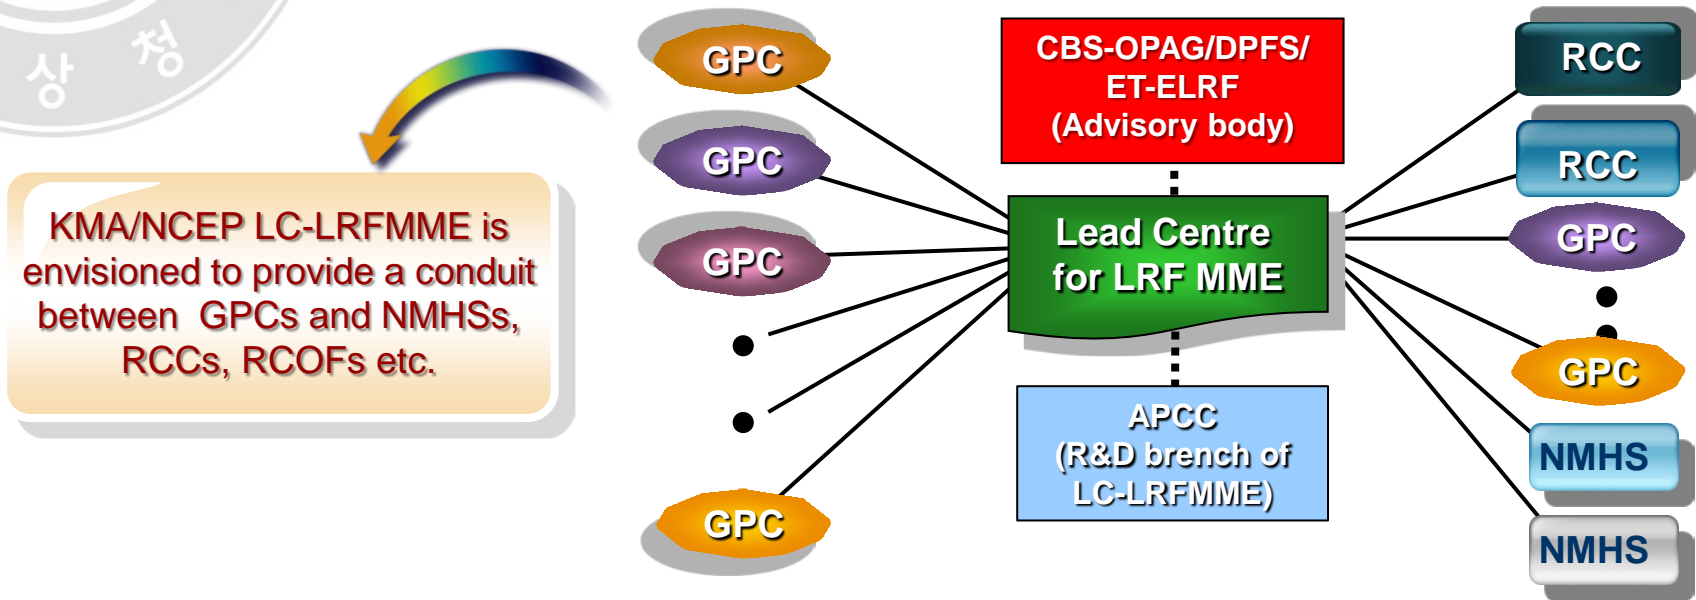 상 청
KMA/NCEP LC-LRFMME is
envisioned to provide a conduit
between GPCs and NMHSs,
RCCs, RCOFs etc.
GPC
GPC
GPC
GPC
CBS-OPAG/DPFS/
ET-ELRF
(Advisory body)
Lead Centre
for LRF MME
APCC
(R&D brench of
LC-LRFMME)
RCC
RCC
GPC
GPC
NMHS
NMHS